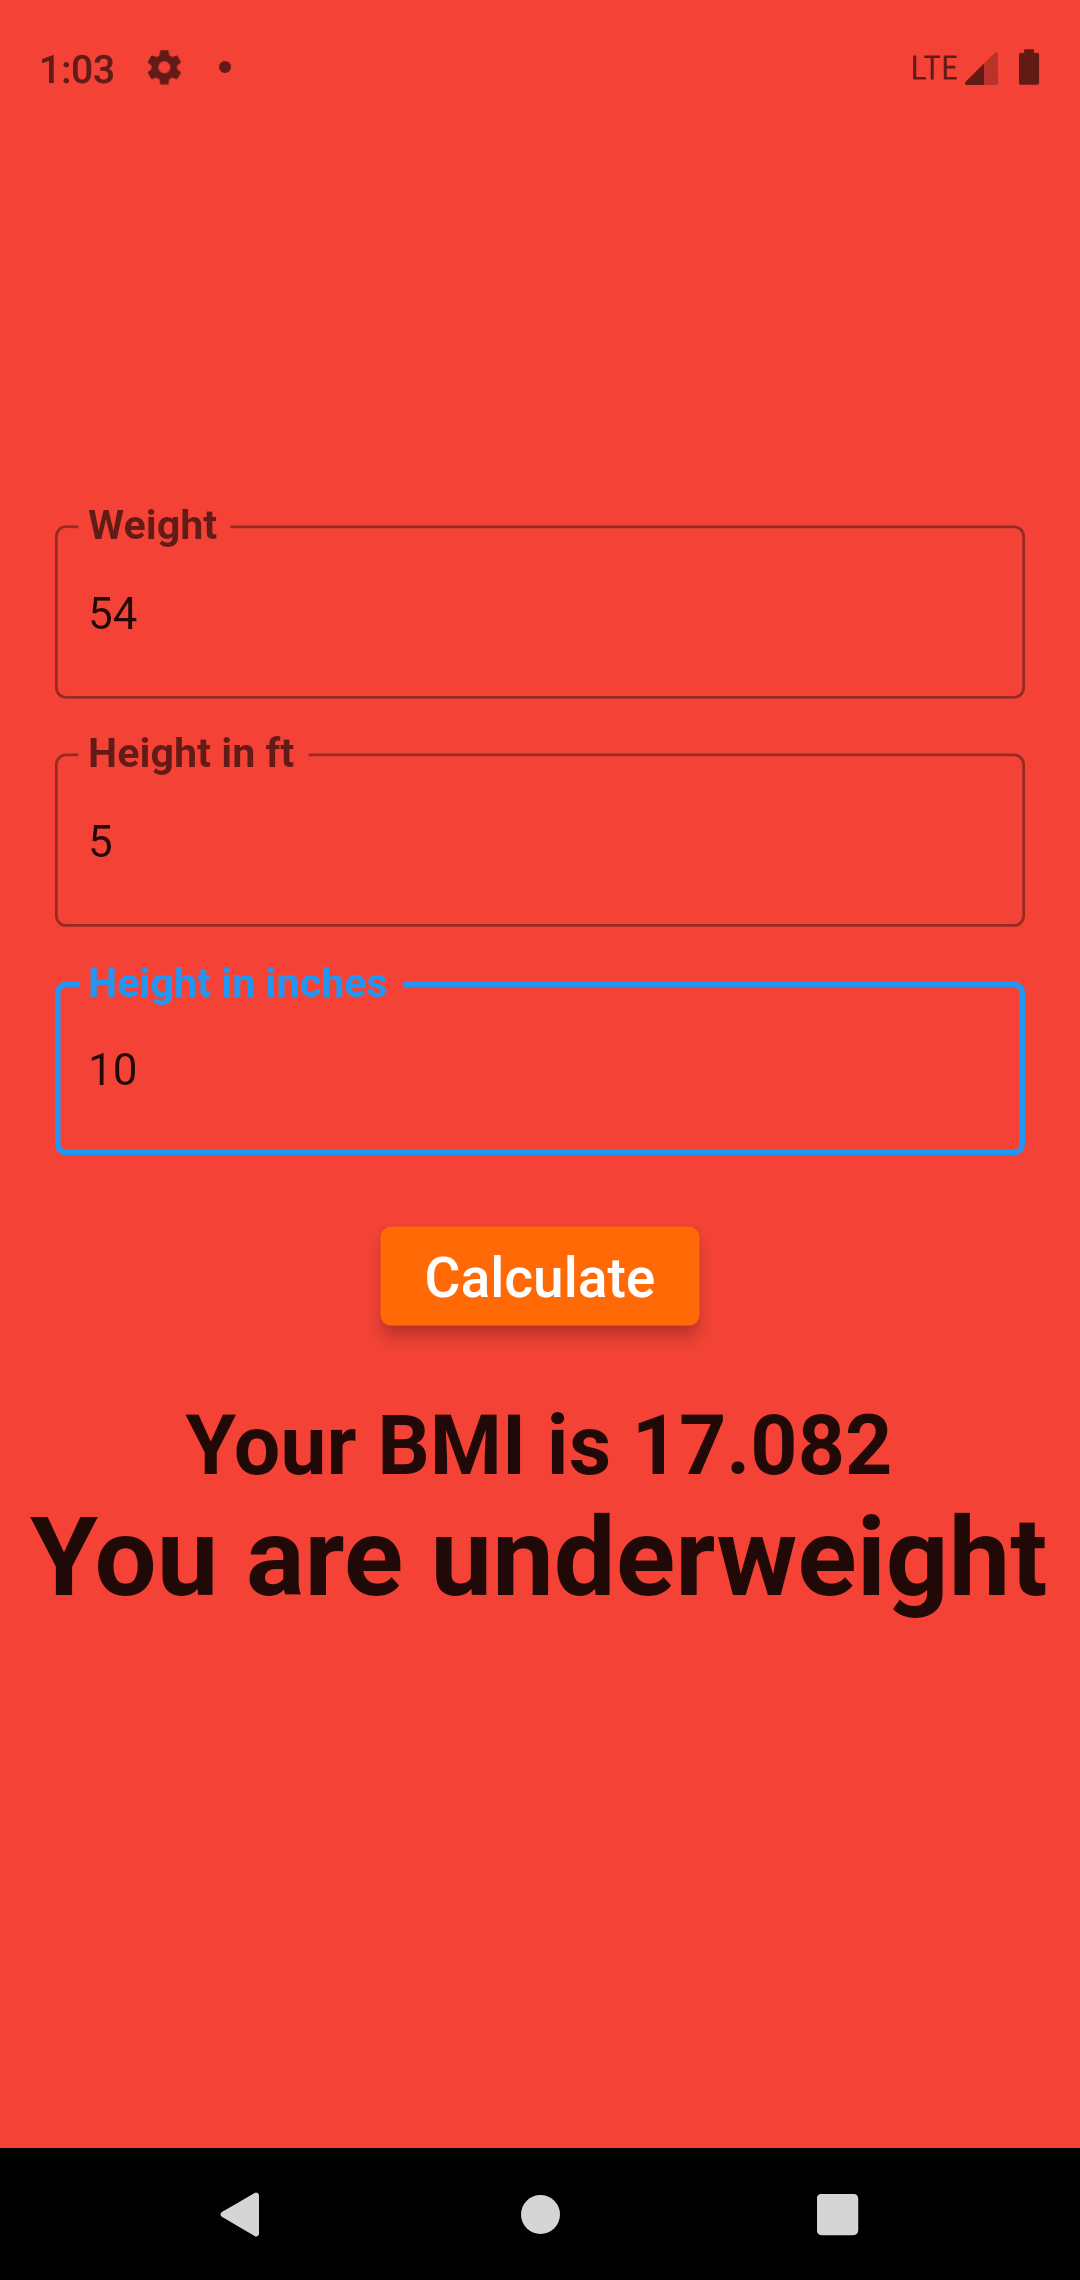 1:03
LTE
Weight
54
Height in ft
5
Height in inches
10
Calculate
Your BMI is 17.082
You are underweight